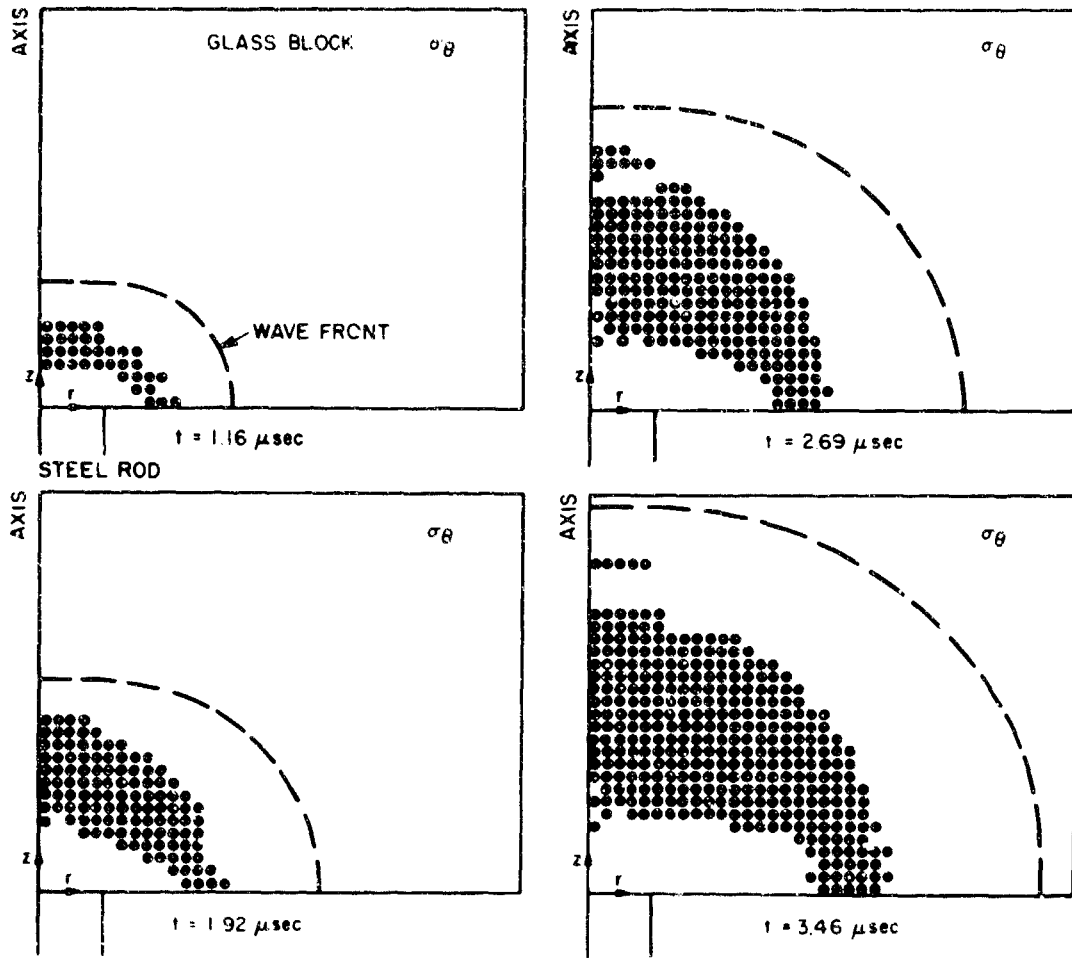 AXIS
GLASS BLOCK
σθ
WAVE FRONT
z
r
t = 1.16 μsec
STEEL ROD
AXIS
σθ
z
r
t = 2.69 μsec
AXIS
σθ
z
r
t = 1.92 μsec
AXIS
σθ
z
r
t = 3.46 μsec